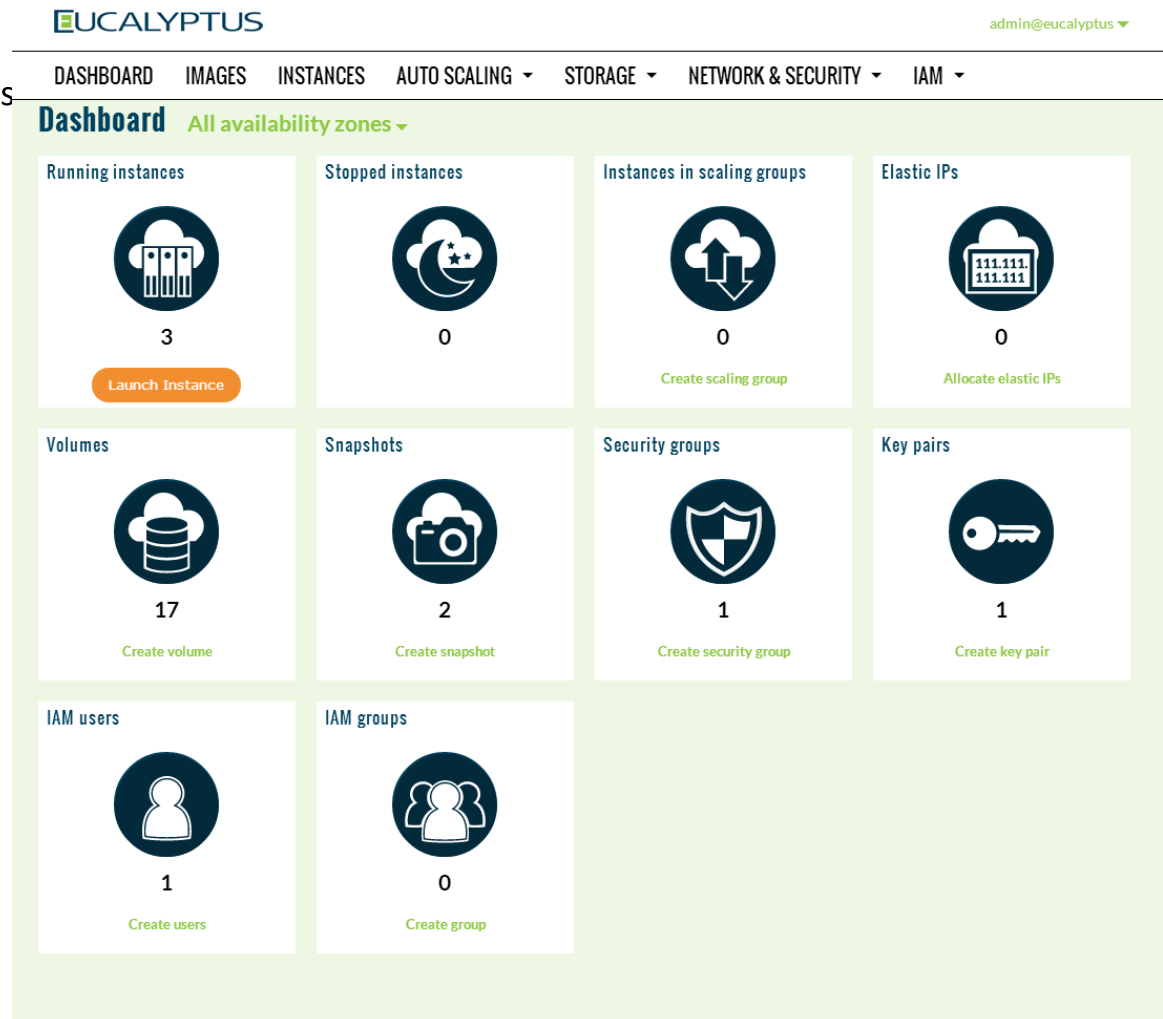 EUCALYPTUS
admin@eucalyptus
DASHBOARD IMAGES INSTANCES AUTO SCALING STORAGE NETWORK & SECURITY IAM
S
Dashboard All availability zones
Running instances
3
Launch Instance
Stopped instances
0
Instances in scaling groups
0
Create scaling group
Elastic IPs
111.111.
111.111
0
Allocate elastic IPs
Volumes
17
Create volume
Snapshots
2
Create snapshot
Security groups
1
Create security group
Key pairs
1
Create key pair
IAM users
1
Create users
IAM groups
0
Create group